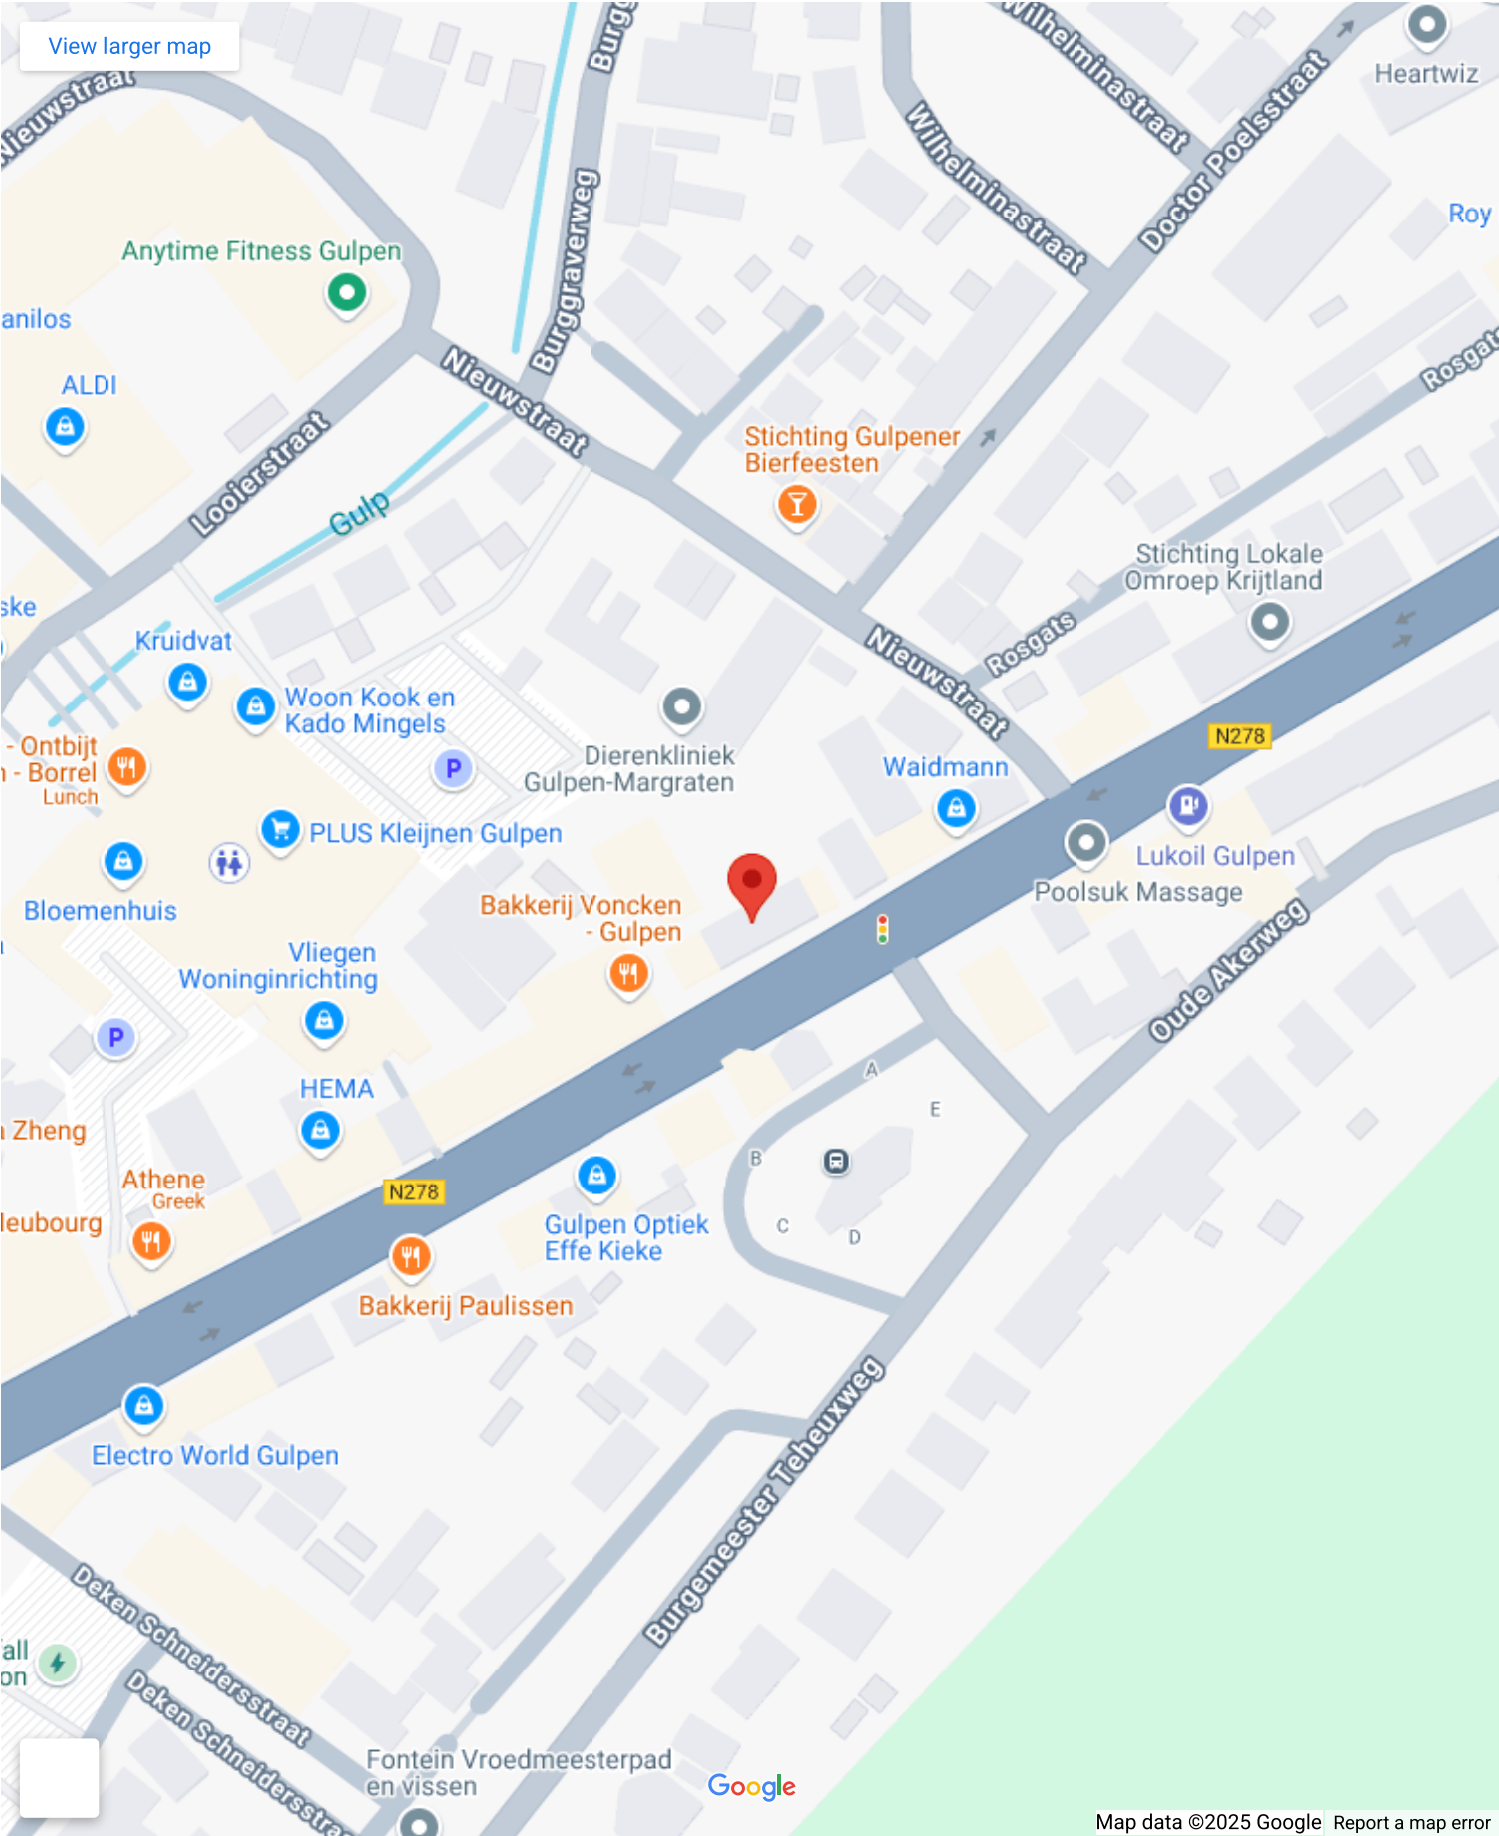 View larger map
Nieuwstraat
Wilhelminastraat
Heartwiz
Doctor Poelsstraat
Wilhelminastraat
Burggraverweg
Roy
Anytime Fitness Gulpen
anilos
ALDI
Nieuwstraat
Rosgats
Looierstraat
Stichting Gulpener
Bierfeesten
Gulp
Stichting Lokale
Omroep Krijtland
ske
Kruidvat
Rosgats
Nieuwstraat
Woon Kook en
Kado Mingels
- Ontbijt
n - Borrel
Lunch
P
Dierenkliniek
Gulpen-Margraten
N278
Waidmann
PLUS Kleijnen Gulpen
Lukoil Gulpen
Poolsuk Massage
Bloemenhuis
Bakkerij Voncken
- Gulpen
Vliegen
Woninginrichting
Oude Akerweg
P
A
HEMA
E
Zheng
B
Athene
Greek
N278
leubourg
Gulpen Optiek
Effe Kieke
C
D
Bakkerij Paulissen
Electro World Gulpen
Burgemeester Teheuxweg
Deken Schneidersstraat
all
on
Deken Schneidersstraat
Fontein Vroedmeesterpad
en vissen
Google
Map data ©2025 Google
Report a map error